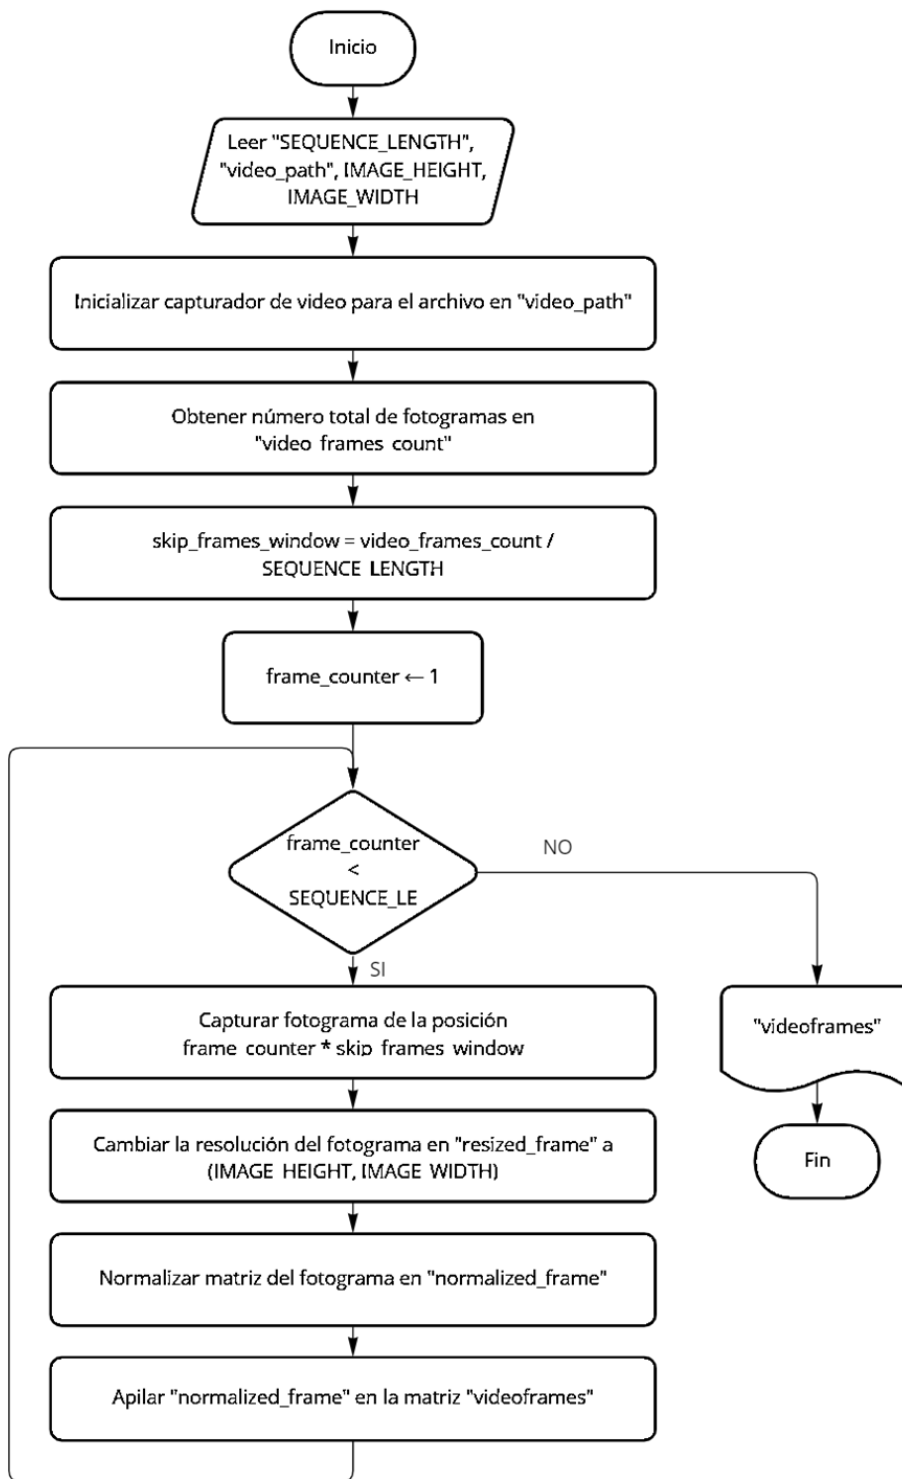 Inicio
Leer "SEQUENCE_LENGTH",
"video_path", IMAGE_HEIGHT,
IMAGE_WIDTH
Inicializar capturador de video para el archivo en "video_path"
Obtener número total de fotogramas en
"video frames count"
skip_frames_window = video_frames_count /
SEQUENCE LENGTH
frame_counter ← 1
frame_counter
<
SEQUENCE_LE
NO
SI
Capturar fotograma de la posición
frame counter * skip frames window
"videoframes"
Cambiar la resolución del fotograma en "resized_frame" a
(IMAGE HEIGHT, IMAGE WIDTH)
Fin
Normalizar matriz del fotograma en "normalized_frame"
Apilar "normalized_frame" en la matriz "videoframes"